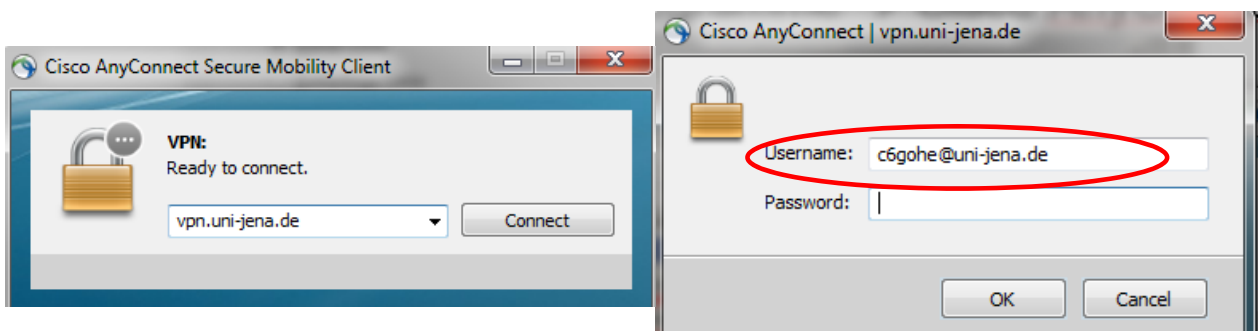 Cisco AnyConnect Secure Mobility Client
VPN:
Ready to connect.
vpn.uni-jena.de
Connect
Cisco AnyConnect | vpn.uni-jena.de
Username: c6gohe@uni-jena.de
Password:
OK Cancel